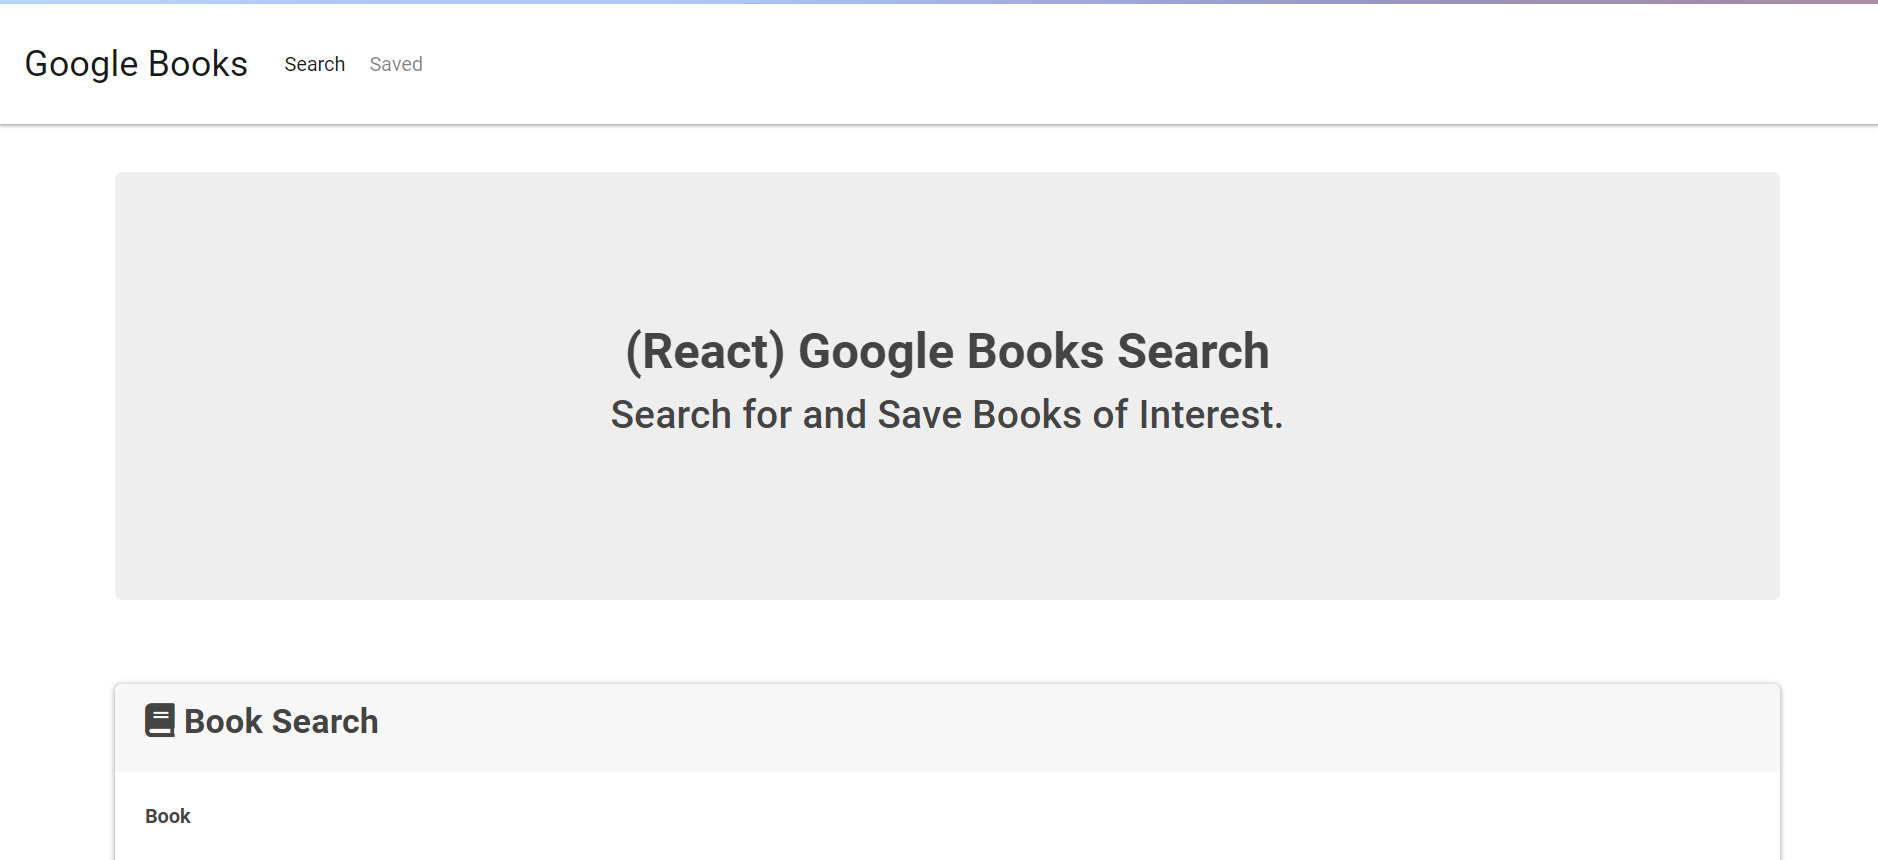 Google Books Search Saved
(React) Google Books Search
Search for and Save Books of Interest.
Book Search
Book